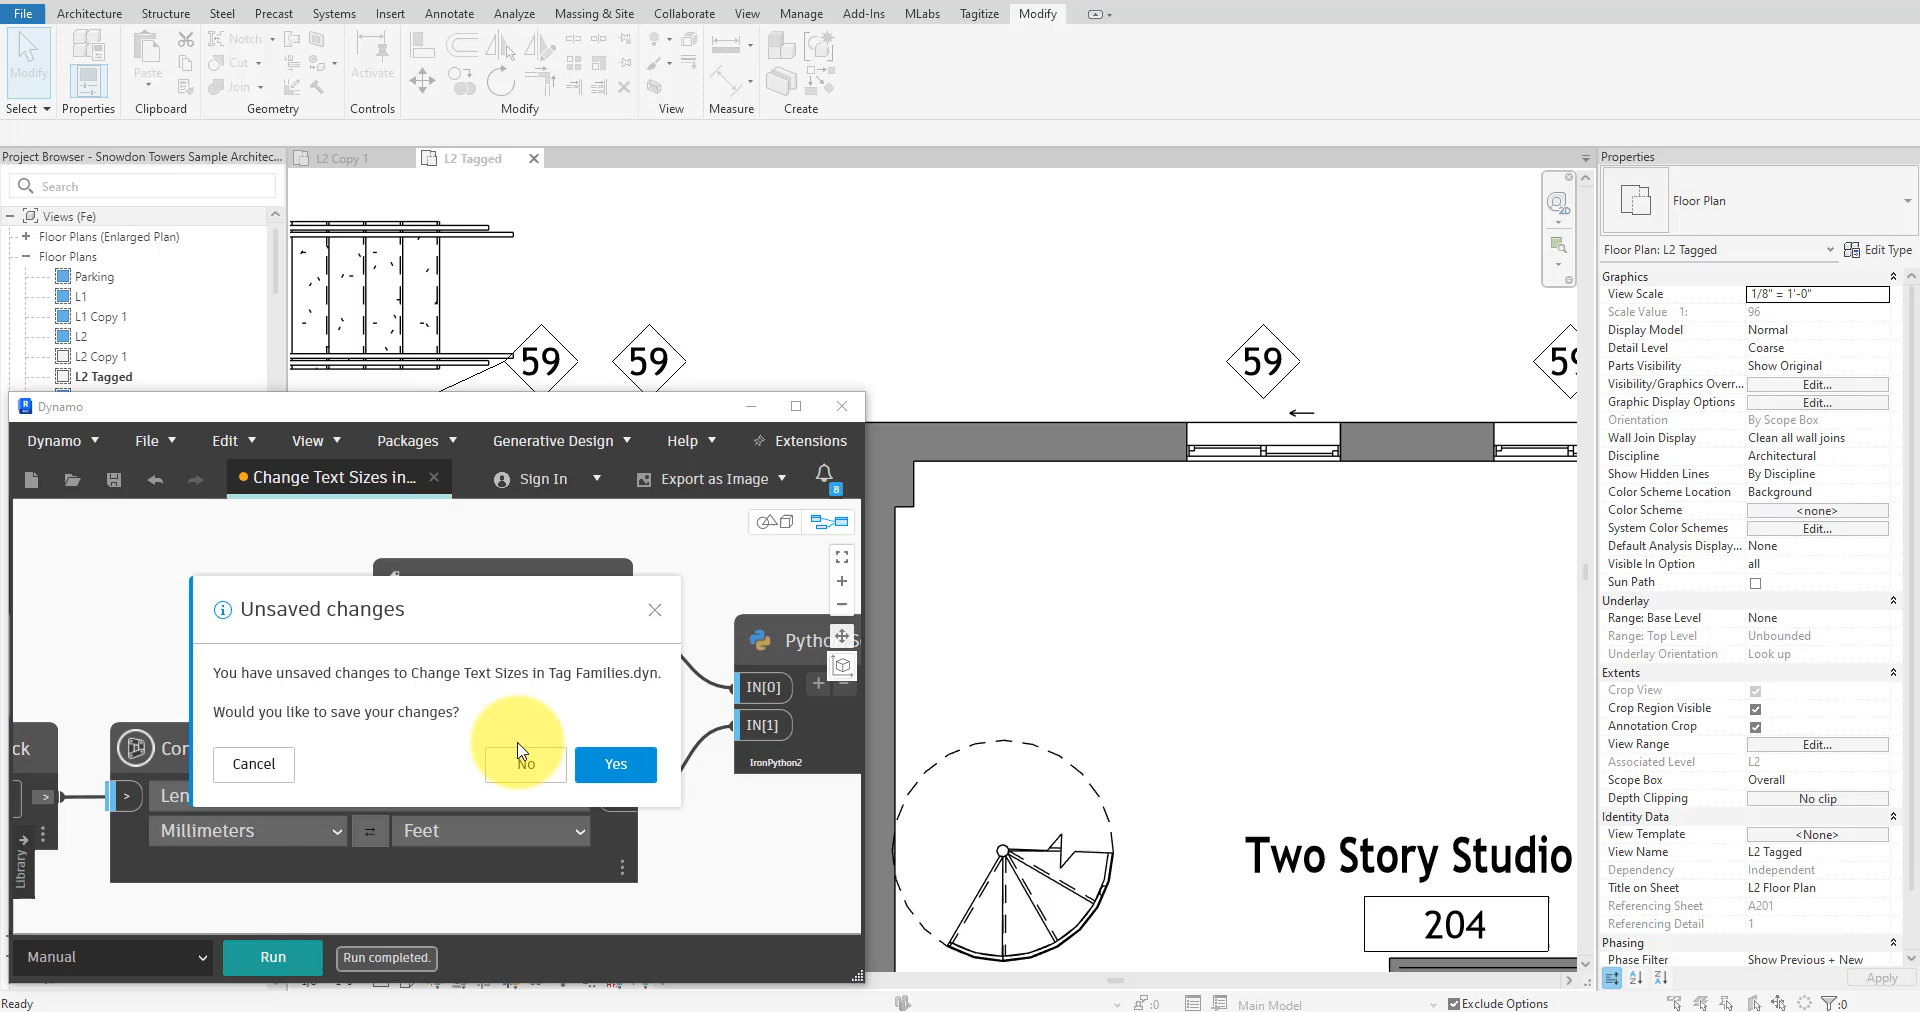 File Architecture Structure Steel Precast Systems Insert Annotate Analyze Massing & Site Collaborate View Manage Add-Ins MLabs Tagitize Modify
Modify
Paste
Notch
Cut
Join
Activate
Select Properties Clipboard Geometry Controls Modify View Measure Create
Project Browser - Snowdon Towers Sample Architec...
Search
Views (Fe)
Floor Plans (Enlarged Plan)
Floor Plans
Parking
L1
L1 Copy 1
L2
L2 Copy 1
L2 Tagged
L2 Copy 1
L2 Tagged
2D
59
59
59
59
Two Story Studio
204
Dynamo
Dynamo File Edit View Packages Generative Design Help Extensions
Change Text Sizes in...
Sign In
Export as Image
8
Unsaved changes
You have unsaved changes to Change Text Sizes in Tag Families.dyn.
Would you like to save your changes?
Cancel
No
Yes
ck
Con
> >
Len
Millimeters
Feet
IN[0]
IN[1]
IronPython2
+ −
Library
Manual
Run
Run completed.
Properties
Floor Plan
Floor Plan: L2 Tagged
Edit Type
Graphics
View Scale 1/8" = 1'-0"
Scale Value 1: 96
Display Model Normal
Detail Level Coarse
Parts Visibility Show Original
Visibility/Graphics Overr... Edit...
Graphic Display Options Edit...
Orientation By Scope Box
Wall Join Display Clean all wall joins
Discipline Architectural
Show Hidden Lines By Discipline
Color Scheme Location Background
Color Scheme <none>
System Color Schemes Edit...
Default Analysis Display... None
Visible In Option all
Sun Path
Underlay
Range: Base Level None
Range: Top Level Unbounded
Underlay Orientation Look up
Extents
Crop View
Crop Region Visible
Annotation Crop
View Range Edit...
Associated Level L2
Scope Box Overall
Depth Clipping No clip
Identity Data
View Template <None>
View Name L2 Tagged
Dependency Independent
Title on Sheet L2 Floor Plan
Referencing Sheet A201
Referencing Detail 1
Phasing
Phase Filter Show Previous + New
Apply
Ready
:0
Main Model
Exclude Options
:0